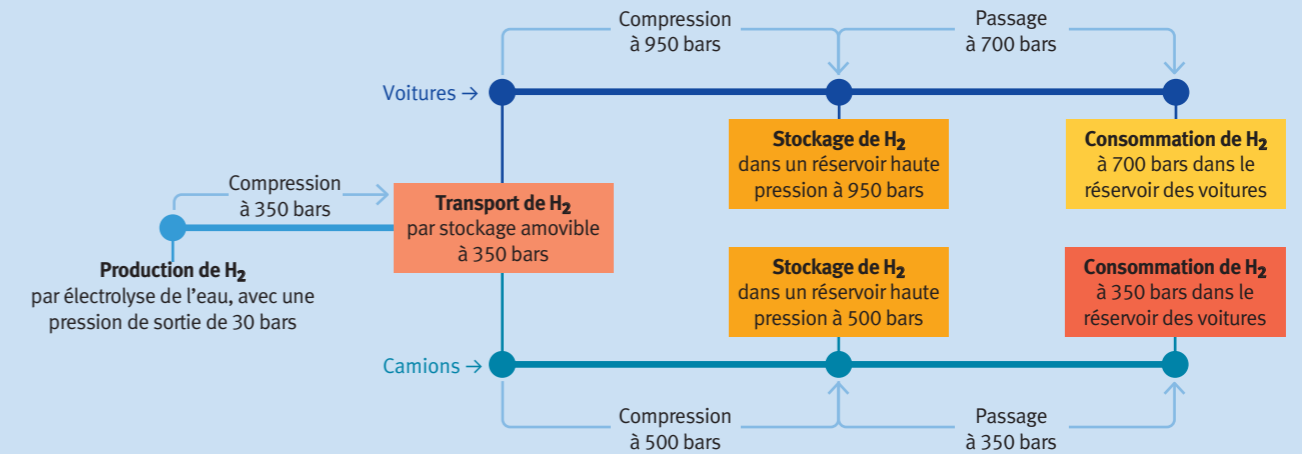 Compression
à 950 bars
Passage
à 700 bars
Voitures →
Stockage de H₂
dans un réservoir haute
pression à 950 bars
Consommation de H₂
à 700 bars dans le
réservoir des voitures
Compression
à 350 bars
Transport de H₂
par stockage amovible
à 350 bars
Production de H₂
par électrolyse de l’eau, avec une
pression de sortie de 30 bars
Stockage de H₂
dans un réservoir haute
pression à 500 bars
Consommation de H₂
à 350 bars dans le
réservoir des voitures
Camions →
Compression
à 500 bars
Passage
à 350 bars